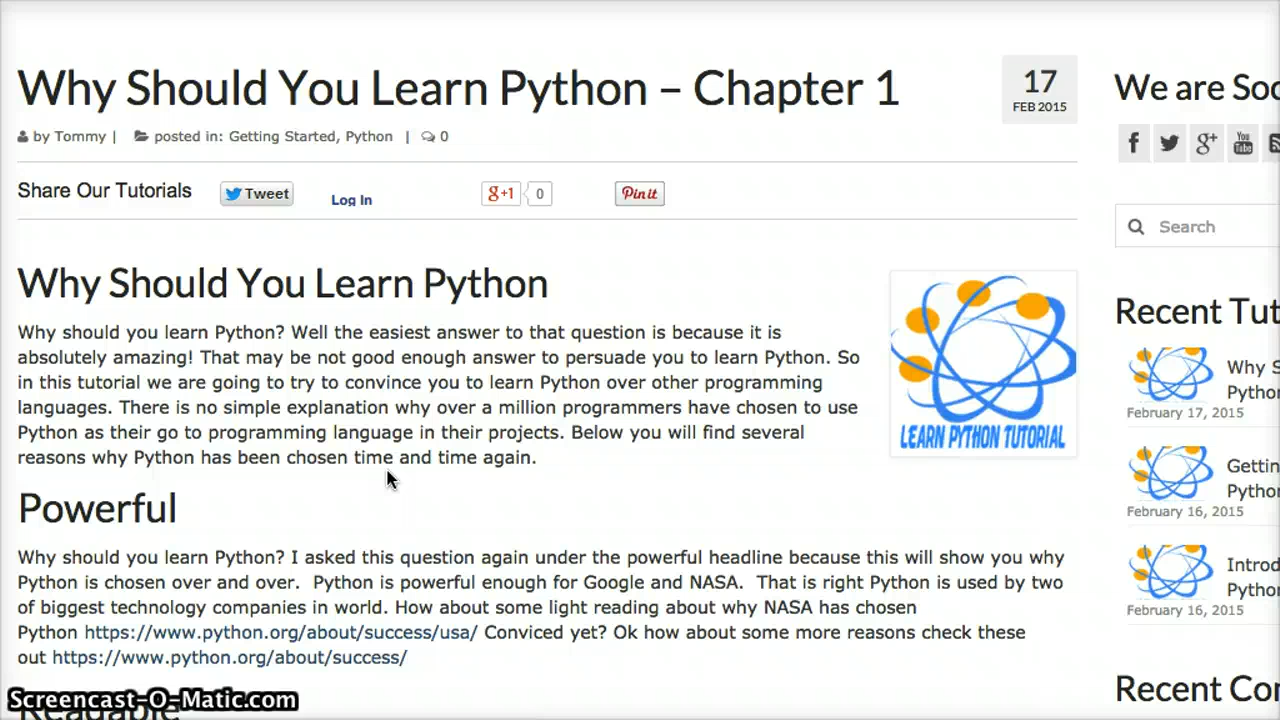 Why Should You Learn Python – Chapter 1
17
FEB 2015
by Tommy | posted in: Getting Started, Python | 0
Share Our Tutorials
Tweet
Log In
g+1
0
Pin it
Why Should You Learn Python
Why should you learn Python? Well the easiest answer to that question is because it is
absolutely amazing! That may be not good enough answer to persuade you to learn Python. So
in this tutorial we are going to try to convince you to learn Python over other programming
languages. There is no simple explanation why over a million programmers have chosen to use
Python as their go to programming language in their projects. Below you will find several
reasons why Python has been chosen time and time again.
LEARN PYTHON TUTORIAL
Powerful
Why should you learn Python? I asked this question again under the powerful headline because this will show you why
Python is chosen over and over. Python is powerful enough for Google and NASA. That is right Python is used by two
of biggest technology companies in world. How about some light reading about why NASA has chosen
Python https://www.python.org/about/success/usa/ Conviced yet? Ok how about some more reasons check these
out https://www.python.org/about/success/
Readable
We are Soc
f
g+
You Tube
Search
Recent Tut
Why S
Python
February 17, 2015
Gettin
Python
February 16, 2015
Introd
Python
February 16, 2015
Recent Co
Screencast-O-Matic.com